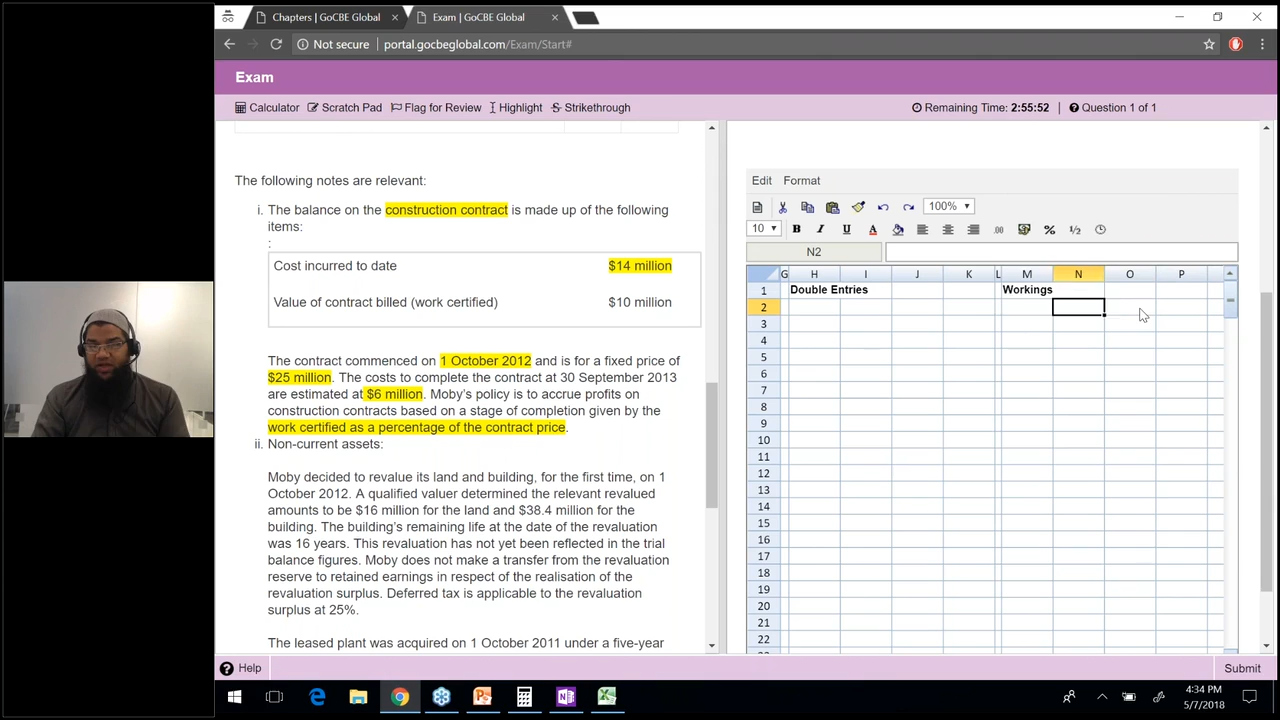 Chapters | GoCBE Global
Exam | GoCBE Global
Not secure
portal.gocbeglobal.com/Exam/Start#
Exam
Calculator
Scratch Pad
Flag for Review
Highlight
Strikethrough
Remaining Time: 2:55:52
Question 1 of 1
The following notes are relevant:
i. The balance on the construction contract is made up of the following
items:
:
Cost incurred to date $14 million
Value of contract billed (work certified) $10 million
The contract commenced on 1 October 2012 and is for a fixed price of
$25 million. The costs to complete the contract at 30 September 2013
are estimated at $6 million. Moby's policy is to accrue profits on
construction contracts based on a stage of completion given by the
work certified as a percentage of the contract price.
ii. Non-current assets:
Moby decided to revalue its land and building, for the first time, on 1
October 2012. A qualified valuer determined the relevant revalued
amounts to be $16 million for the land and $38.4 million for the
building. The building's remaining life at the date of the revaluation
was 16 years. This revaluation has not yet been reflected in the trial
balance figures. Moby does not make a transfer from the revaluation
reserve to retained earnings in respect of the realisation of the
revaluation surplus. Deferred tax is applicable to the revaluation
surplus at 25%.
The leased plant was acquired on 1 October 2011 under a five-year
Edit Format
100%
10 B I U A .00 % 1/2
N2
G H I J K L M N O P
1 Double Entries Workings
2
3
4
5
6
7
8
9
10
11
12
13
14
15
16
17
18
19
20
21
22
Help
Submit
4:34 PM
5/7/2018